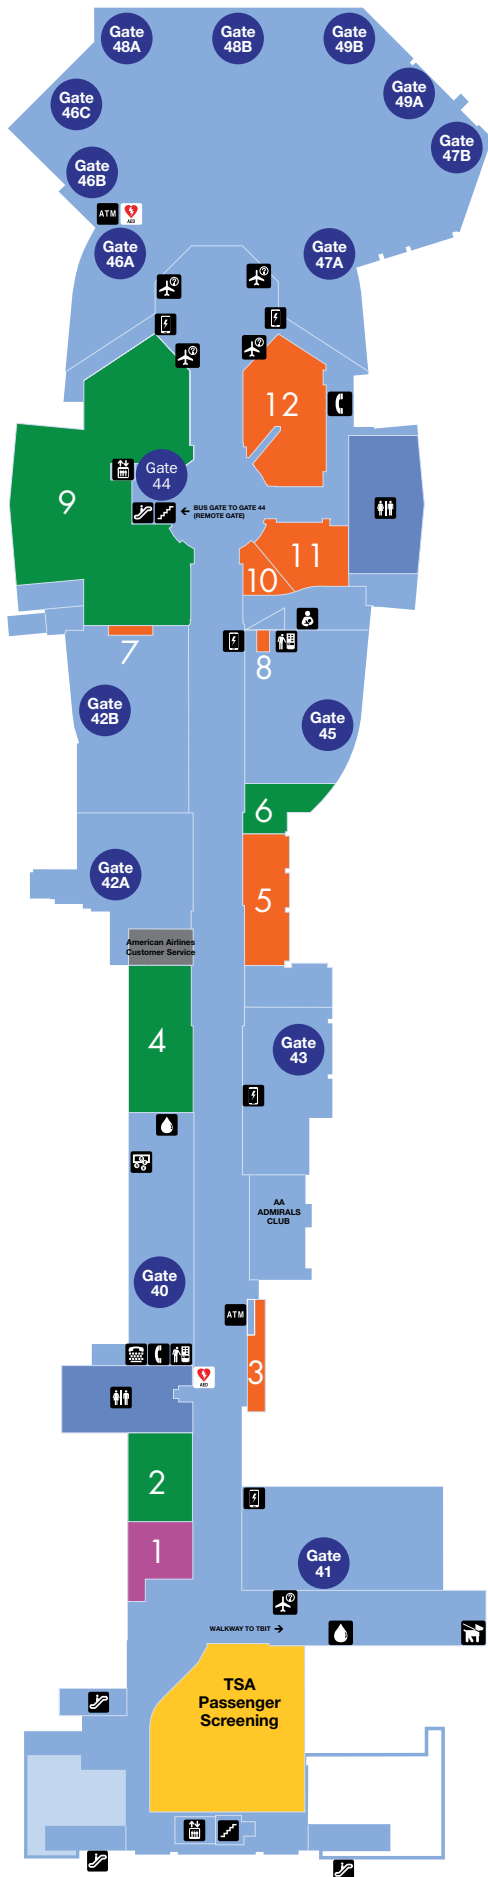 Gate
48A
Gate
48B
Gate
49B
Gate
46C
Gate
49A
Gate
47B
Gate
46B
ATM
AED
Gate
46A
Gate
47A
?
?
?
?
12
9
Gate
44
BUS GATE TO GATE 44
(REMOTE GATE)
11
10
7
8
Gate
42B
Gate
45
6
Gate
42A
5
American Airlines
Customer Service
4
Gate
43
AA
ADMIRALS
CLUB
Gate
40
ATM
3
AED
2
1
Gate
41
?
WALKWAY TO TBIT
TSA
Passenger
Screening